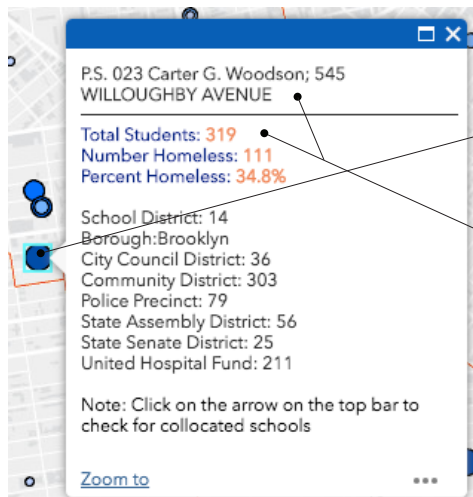 P.S. 023 Carter G. Woodson; 545
WILLOUGHBY AVENUE
Total Students: 319
Number Homeless: 111
Percent Homeless: 34.8%
School District: 14
Borough:Brooklyn
City Council District: 36
Community District: 303
Police Precinct: 79
State Assembly District: 56
State Senate District: 25
United Hospital Fund: 211
Note: Click on the arrow on the top bar to
check for collocated schools
Zoom to